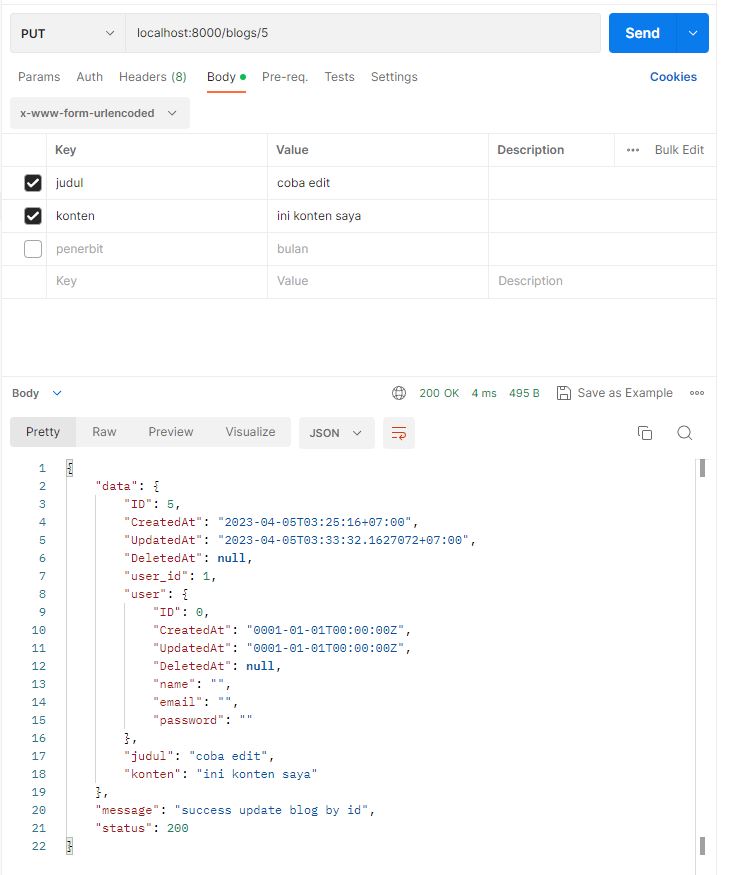 PUT localhost:8000/blogs/5 Send
Params Auth Headers (8) Body Pre-req. Tests Settings Cookies
x-www-form-urlencoded
Key Value Description Bulk Edit
judul coba edit
konten ini konten saya
penerbit bulan
Key Value Description
Body 200 OK 4 ms 495 B Save as Example
Pretty Raw Preview Visualize JSON
1 {
2 "data": {
3 "ID": 5,
4 "CreatedAt": "2023-04-05T03:25:16+07:00",
5 "UpdatedAt": "2023-04-05T03:33:32.1627072+07:00",
6 "DeletedAt": null,
7 "user_id": 1,
8 "user": {
9 "ID": 0,
10 "CreatedAt": "0001-01-01T00:00:00Z",
11 "UpdatedAt": "0001-01-01T00:00:00Z",
12 "DeletedAt": null,
13 "name": "",
14 "email": "",
15 "password": ""
16 },
17 "judul": "coba edit",
18 "konten": "ini konten saya"
19 },
20 "message": "success update blog by id",
21 "status": 200
22 }